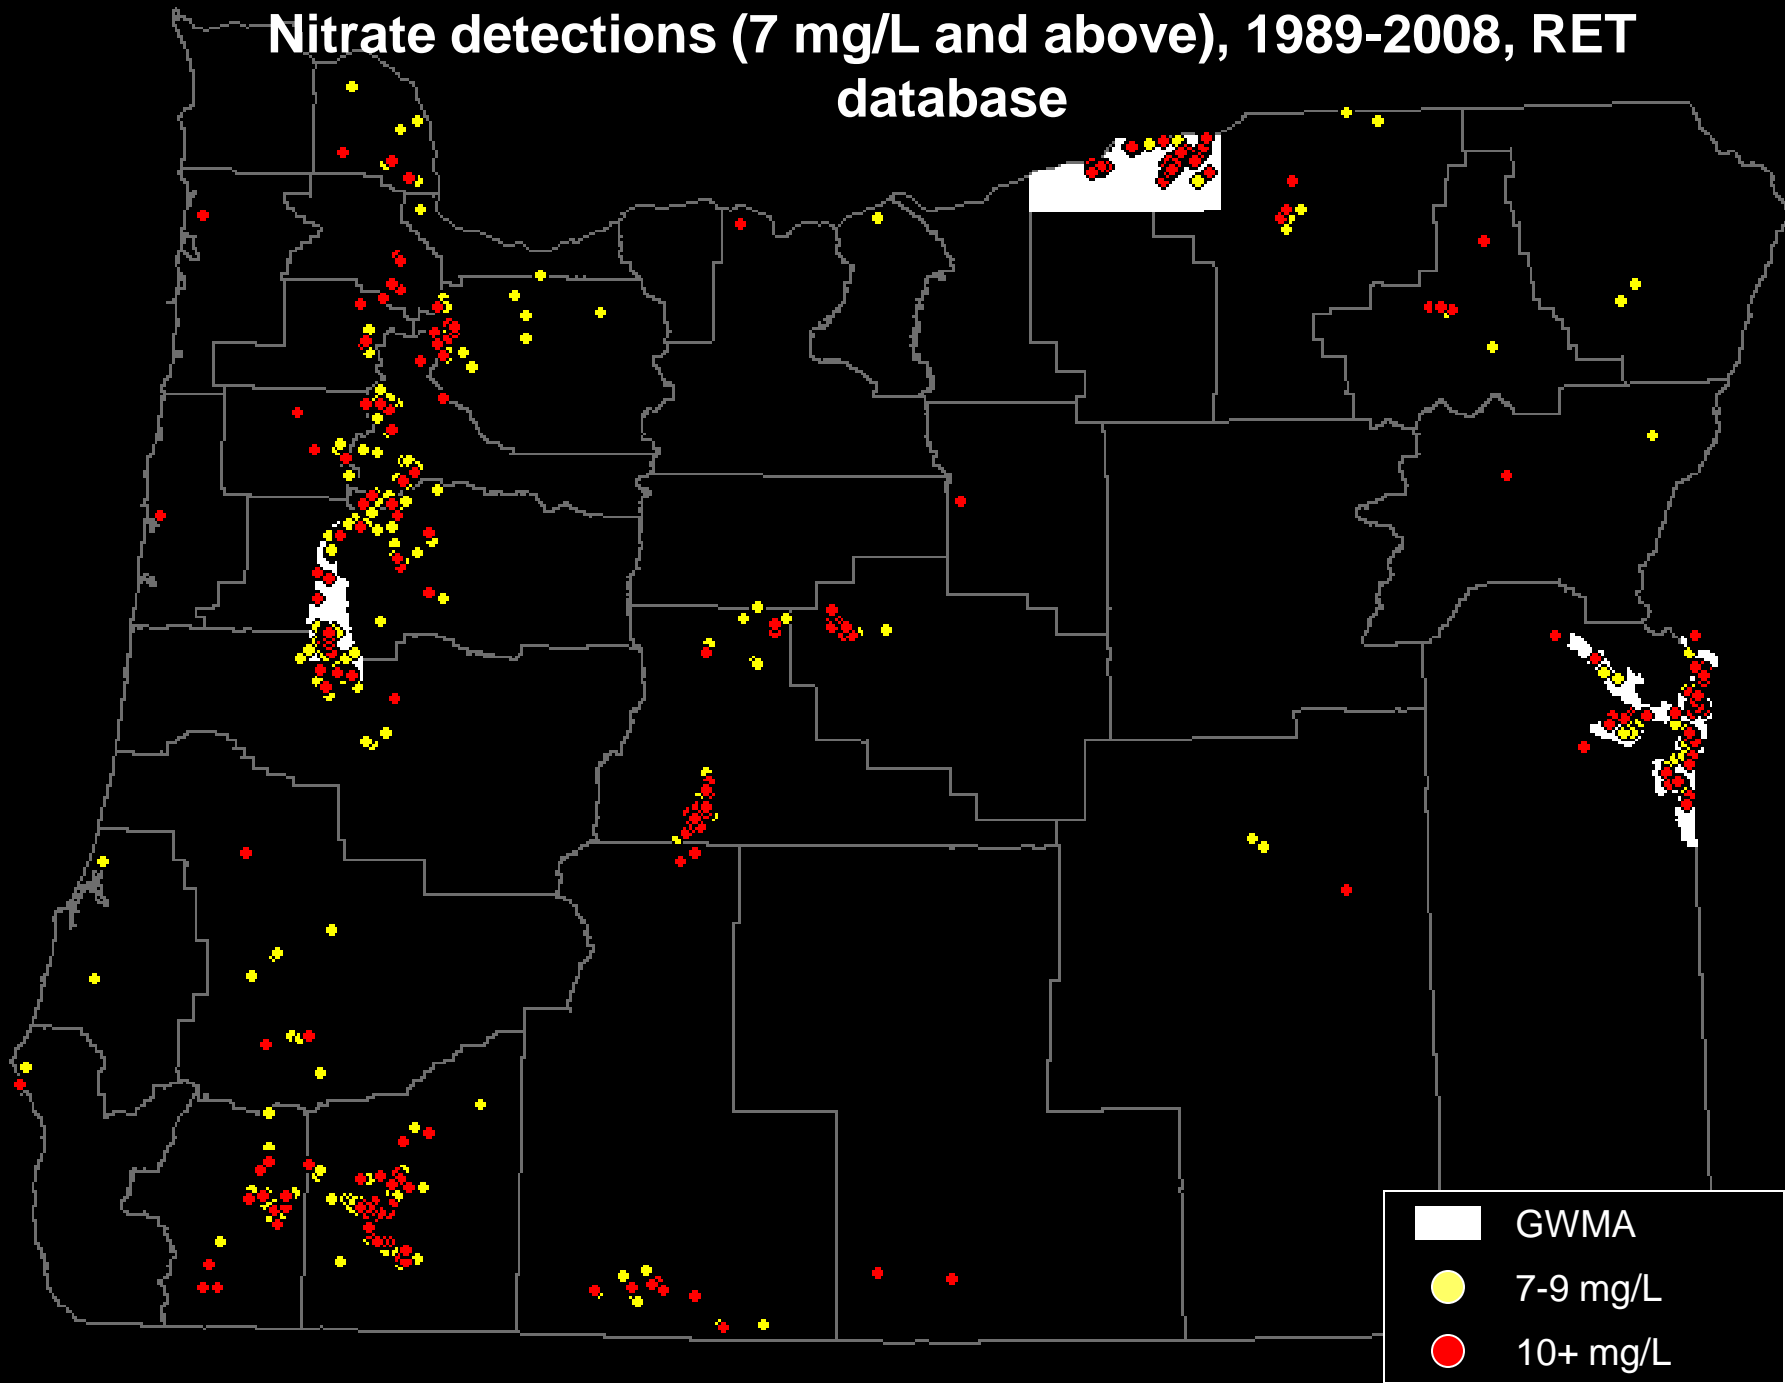 Nitrate detections (7 mg/L and above), 1989-2008, RET
database
GWMA
7-9 mg/L
10+ mg/L